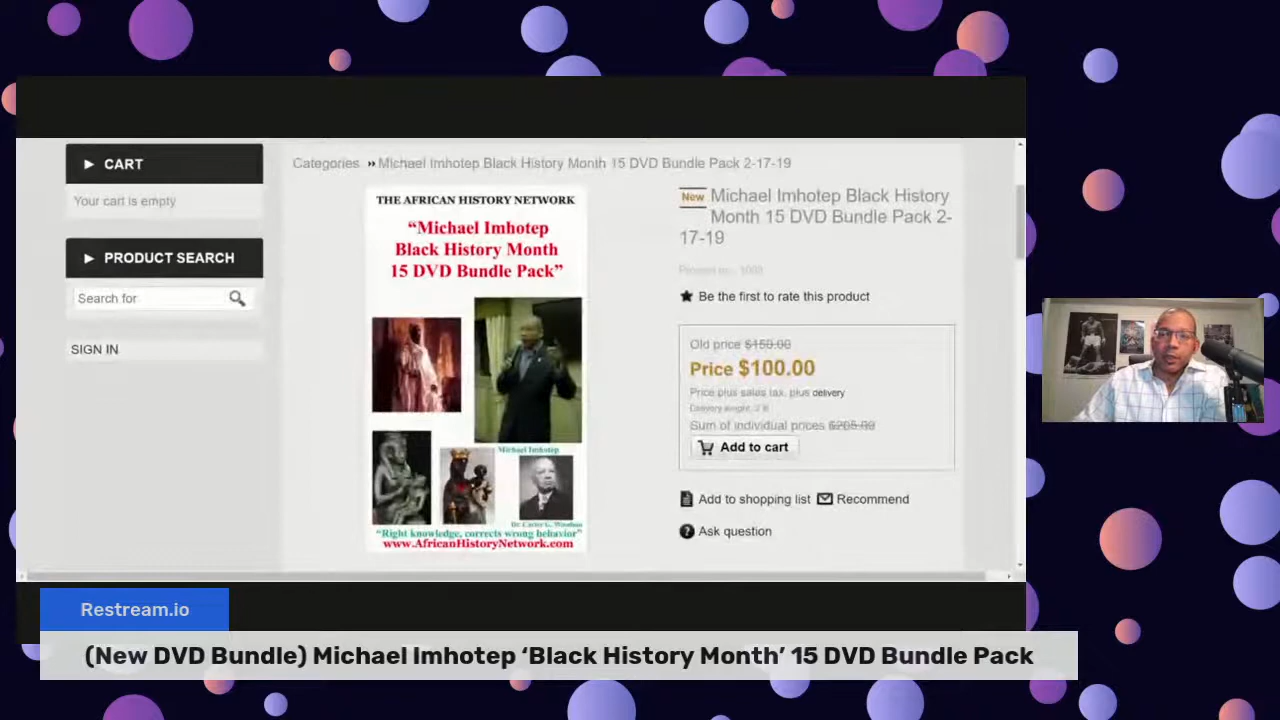 CART
Your cart is empty
PRODUCT SEARCH
Search for
SIGN IN
Categories » Michael Imhotep Black History Month 15 DVD Bundle Pack 2-17-19
THE AFRICAN HISTORY NETWORK
“Michael Imhotep
Black History Month
15 DVD Bundle Pack”
Michael Imhotep
Dr. Carter G. Woodson
“Right knowledge, corrects wrong behavior”
www.AfricanHistoryNetwork.com
New Michael Imhotep Black History
Month 15 DVD Bundle Pack 2-
17-19
Be the first to rate this product
Old price $150.00
Price $100.00
Price plus sales tax, plus delivery
Sum of individual prices $205.00
Add to cart
Add to shopping list Recommend
Ask question
Restream.io
(New DVD Bundle) Michael Imhotep ‘Black History Month’ 15 DVD Bundle Pack